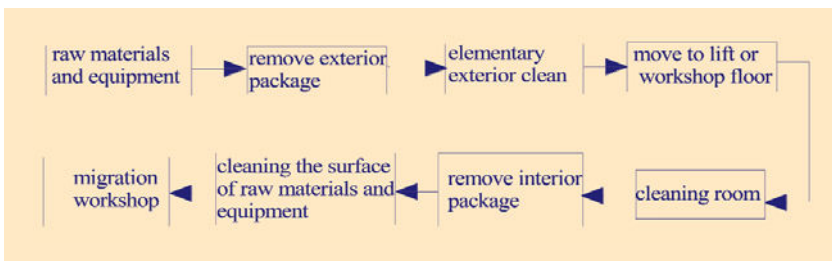 raw materials
and equipment
remove exterior
package
elementary
exterior clean
move to lift or
workshop floor
cleaning room
remove interior
package
cleaning the surface
of raw materials and
equipment
migration
workshop